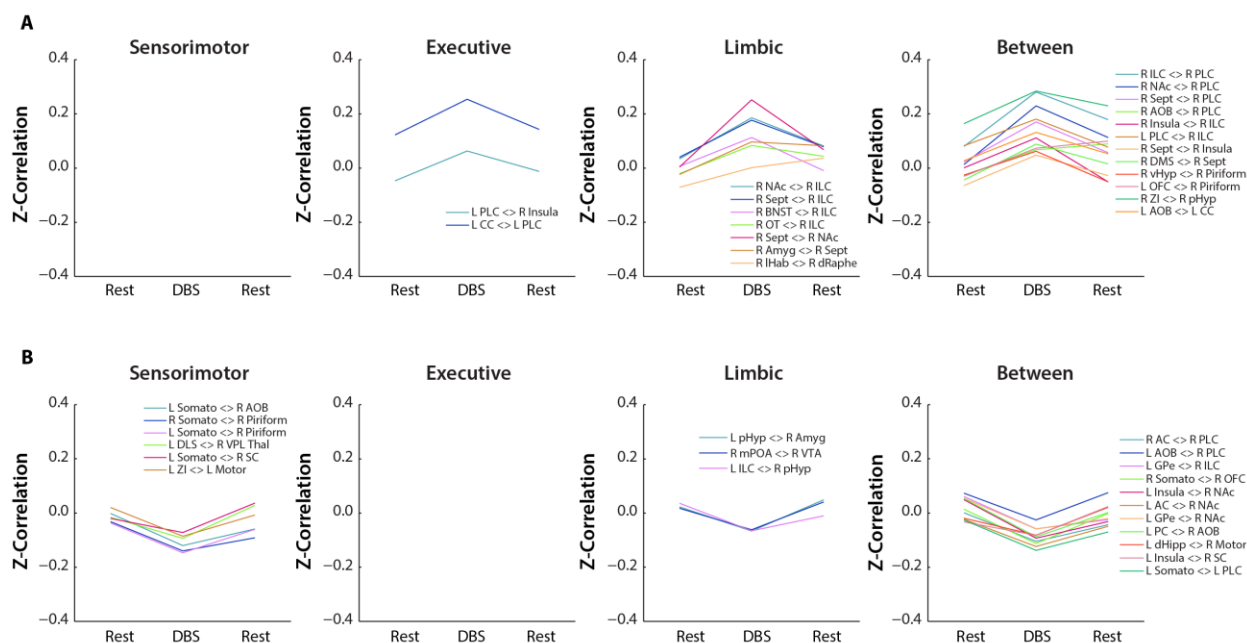 A
Sensorimotor
Executive
Limbic
Between
Z-Correlation
0.4
0.2
0.0
−0.2
−0.4
Rest DBS Rest
Z-Correlation
0.4
0.2
0.0
−0.2
−0.4
L PLC <> R Insula
L CC <> L PLC
Rest DBS Rest
Z-Correlation
0.4
0.2
0.0
−0.2
−0.4
R NAc <> R ILC
R Sept <> R ILC
R BNST <> R ILC
R OT <> R ILC
R Sept <> R NAc
R Amyg <> R Sept
R lHab <> R dRaphe
Rest DBS Rest
Z-Correlation
0.4
0.2
0.0
−0.2
−0.4
R ILC <> R PLC
R NAc <> R PLC
R Sept <> R PLC
R AOB <> R PLC
R Insula <> R ILC
L PLC <> R ILC
R Sept <> R Insula
R DMS <> R Sept
R vHyp <> R Piriform
L OFC <> R Piriform
R ZI <> R pHyp
L AOB <> L CC
Rest DBS Rest
B
Sensorimotor
Executive
Limbic
Between
Z-Correlation
0.4
0.2
0.0
−0.2
−0.4
L Somato <> R AOB
R Somato <> R Piriform
L Somato <> R Piriform
L DLS <> R VPL Thal
L Somato <> R SC
L ZI <> L Motor
Rest DBS Rest
Z-Correlation
0.4
0.2
0.0
−0.2
−0.4
Rest DBS Rest
Z-Correlation
0.4
0.2
0.0
−0.2
−0.4
L pHyp <> R Amyg
R mPOA <> R VTA
L ILC <> R pHyp
Rest DBS Rest
Z-Correlation
0.4
0.2
0.0
−0.2
−0.4
R AC <> R PLC
L AOB <> R PLC
L GPe <> R ILC
R Somato <> R OFC
L Insula <> R NAc
L AC <> R NAc
L GPe <> R NAc
L PC <> R AOB
L dHipp <> R Motor
L Insula <> R SC
L Somato <> L PLC
Rest DBS Rest